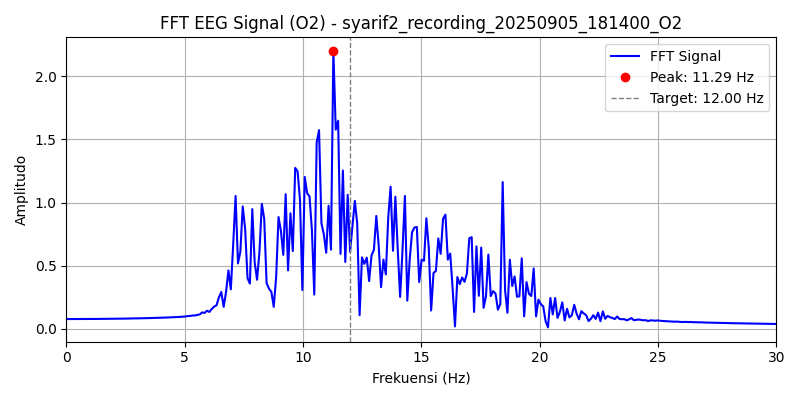 FFT EEG Signal (O2) - syarif2_recording_20250905_181400_O2
FFT Signal
Peak: 11.29 Hz
Target: 12.00 Hz
Amplitudo
2.0
1.5
1.0
0.5
0.0
0 5 10 15 20 25 30
Frekuensi (Hz)